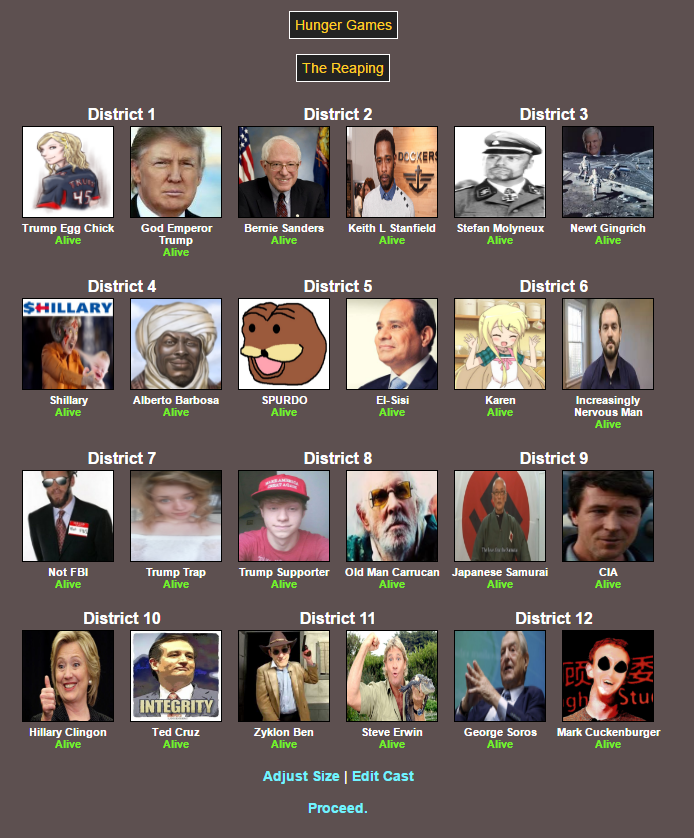 Hunger Games
The Reaping
District 1
District 2
District 3
TRUMP
45
DOCKERS
Trump Egg Chick
God Emperor
Trump
Bernie Sanders
Keith L Stanfield
Stefan Molyneux
Newt Gingrich
Alive
Alive
Alive
Alive
Alive
Alive
District 4
District 5
District 6
$HILLARY
Shillary
Alberto Barbosa
SPURDO
El-Sisi
Karen
Increasingly
Nervous Man
Alive
Alive
Alive
Alive
Alive
Alive
District 7
District 8
District 9
Not FBI
Trump Trap
Trump Supporter
Old Man Carrucan
Japanese Samurai
CIA
Alive
Alive
Alive
Alive
Alive
Alive
District 10
District 11
District 12
INTEGRITY
Hillary Clingon
Ted Cruz
Zyklon Ben
Steve Erwin
George Soros
Mark Cuckenburger
Alive
Alive
Alive
Alive
Alive
Alive
Adjust Size | Edit Cast
Proceed.